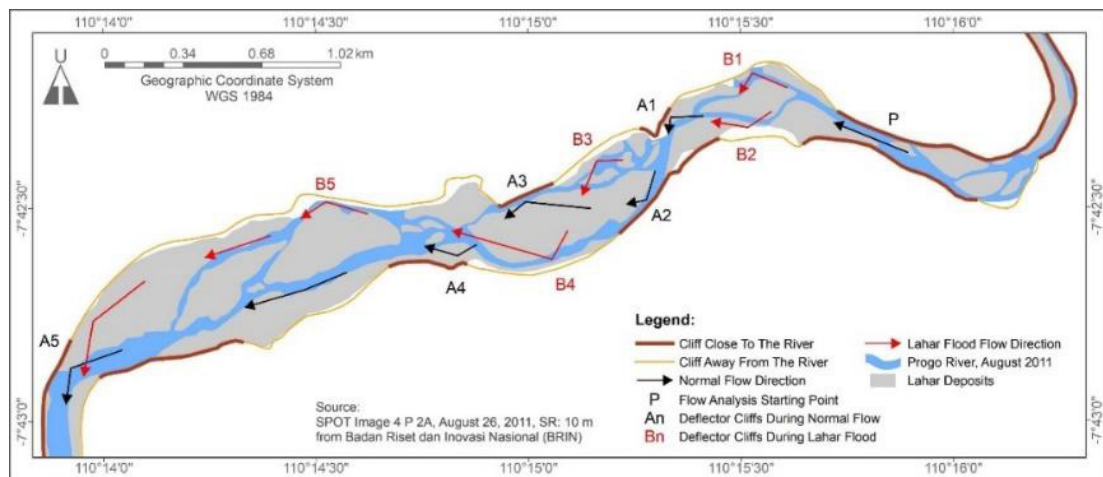 110°14'0" 110°14'30" 110°15'0" 110°15'30" 110°16'0"
U
0 0.34 0.68 1.02 km
Geographic Coordinate System
WGS 1984
B1
A1
P
B3
B2
A3
B5
A2
-7°42'30" -7°42'30"
A4
B4
A5
Legend:
Cliff Close To The River
Cliff Away From The River
Normal Flow Direction
P Flow Analysis Starting Point
An Deflector Cliffs During Normal Flow
Bn Deflector Cliffs During Lahar Flood
Lahar Flood Flow Direction
Progo River, August 2011
Lahar Deposits
Source:
SPOT Image 4 P 2A, August 26, 2011, SR: 10 m
from Badan Riset dan Inovasi Nasional (BRIN)
-7°43'0" -7°43'0"
110°14'0" 110°14'30" 110°15'0" 110°15'30" 110°16'0"